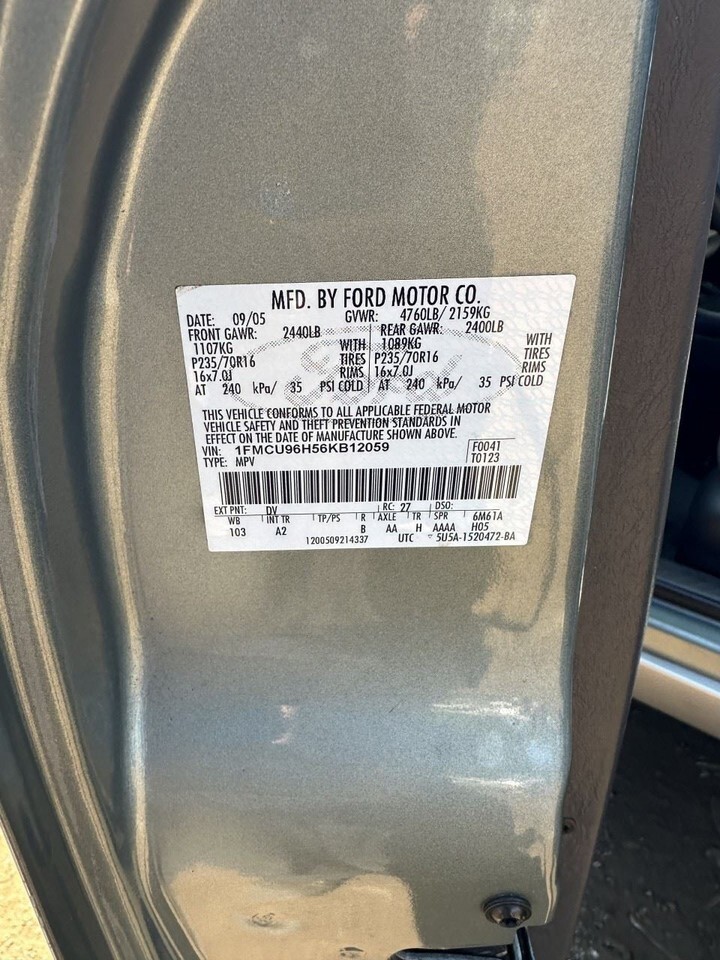 MFD. BY FORD MOTOR CO.
DATE: 09/05 GVWR: 4760LB/ 2159KG
FRONT GAWR: 2440LB REAR GAWR: 2400LB
1107KG WITH 1089KG WITH
P235/70R16 TIRES P235/70R16 TIRES
16x7.0J RIMS 16x7.0J RIMS
AT 240 kPa/ 35 PSI COLD AT 240 kPa/ 35 PSI COLD
Ford
THIS VEHICLE CONFORMS TO ALL APPLICABLE FEDERAL MOTOR
VEHICLE SAFETY AND THEFT PREVENTION STANDARDS IN
EFFECT ON THE DATE OF MANUFACTURE SHOWN ABOVE.
VIN: 1FMCU96H56KB12059 F0041
TYPE: MPV T0123
EXT PNT: DV RC: 27 DSO:
WB INT TR TP/PS R AXLE TR SPR 6M61A
103 A2 B AA H AAAA H05
1200509214337 UTC 5U5A-1520472-BA